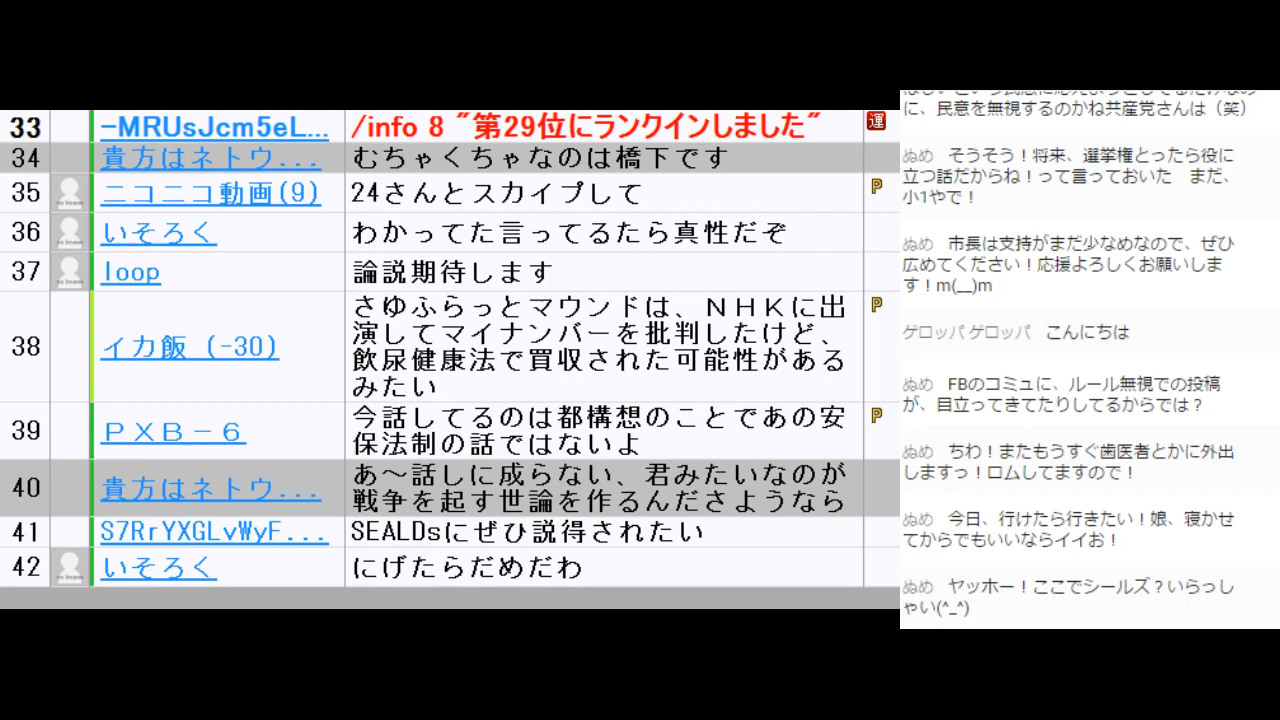 33 -MRUsJcm5eL... /info 8 "第29位にランクインしました" 運
34 貴方はネトウ... むちゃくちゃなのは橋下です
35 ニコニコ動画(9) 24さんとスカイプして P
36 いそろく わかってた言ってるたら真性だぞ
37 loop 論説期待します
38 イカ飯 (-30) さゆふらっとマウンドは、NHKに出 P
演してマイナンバーを批判したけど、
飲尿健康法で買収された可能性がある
みたい
39 PXB-6 今話してるのは都構想のことであの安 P
保法制の話ではないよ
40 貴方はネトウ... あ～話しに成らない、君みたいなのが
戦争を起す世論を作るんださようなら
41 S7RrYXGLvWyF... SEALDsにぜひ説得されたい
42 いそろく にげたらだめだわ
に、民意を無視するのかね共産党さんは（笑）
ぬめ そうそう！将来、選挙権とったら役に
立つ話だからね！って言っておいた まだ、
小1やで！
ぬめ 市長は支持がまだ少なめなので、ぜひ
広めてください！応援よろしくお願いしま
す！m(__)m
ゲロッパ ゲロッパ こんにちは
ぬめ FBのコミュに、ルール無視での投稿
が、目立ってきてたりしてるからでは？
ぬめ ちわ！またもうすぐ歯医者とかに外出
しますっ！ロムしてますので！
ぬめ 今日、行けたら行きたい！娘、寝かせ
てからでもいいならイイお！
ぬめ ヤッホー！ここでシールズ？いらっし
ゃい(^_^)